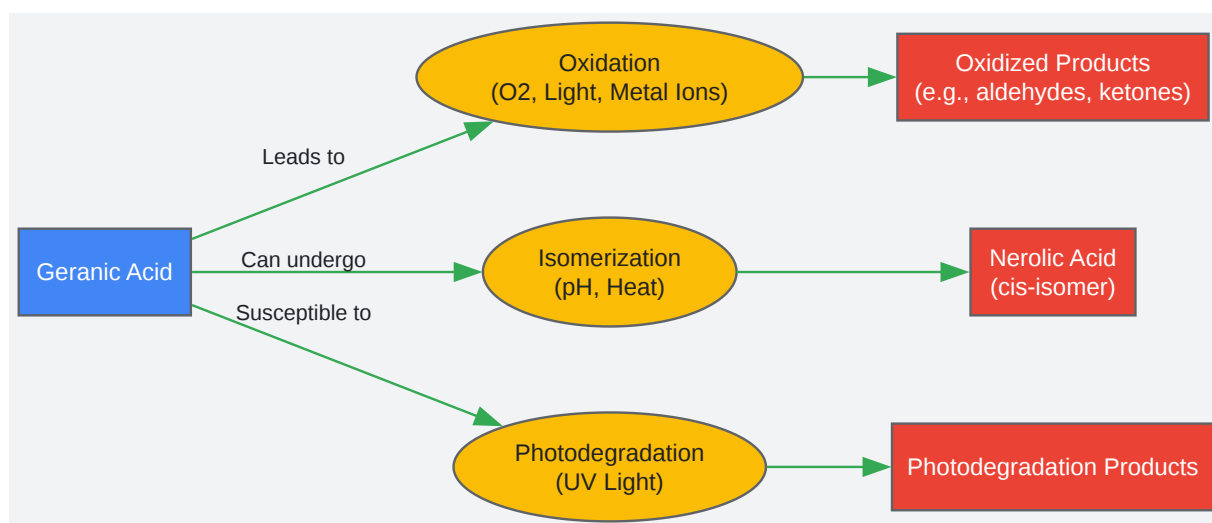 Oxidation
(O2, Light, Metal Ions)
Oxidized Products
(e.g., aldehydes, ketones)
Leads to
Geranic Acid
Can undergo
Isomerization
(pH, Heat)
Nerolic Acid
(cis-isomer)
Susceptible to
Photodegradation
(UV Light)
Photodegradation Products